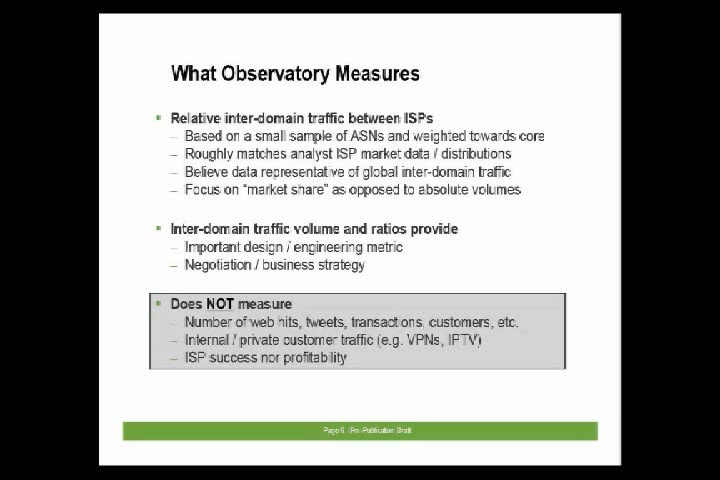 What Observatory Measures
Relative inter-domain traffic between ISPs
– Based on a small sample of ASNs and weighted towards core
– Roughly matches analyst ISP market data / distributions
– Believe data representative of global inter-domain traffic
– Focus on “market share” as opposed to absolute volumes
Inter-domain traffic volume and ratios provide
– Important design / engineering metric
– Negotiation / business strategy
Does NOT measure
– Number of web hits, tweets, transactions, customers, etc.
– Internal / private customer traffic (e.g. VPNs, IPTV)
– ISP success nor profitability
Page 6 - Pre-Publication Draft